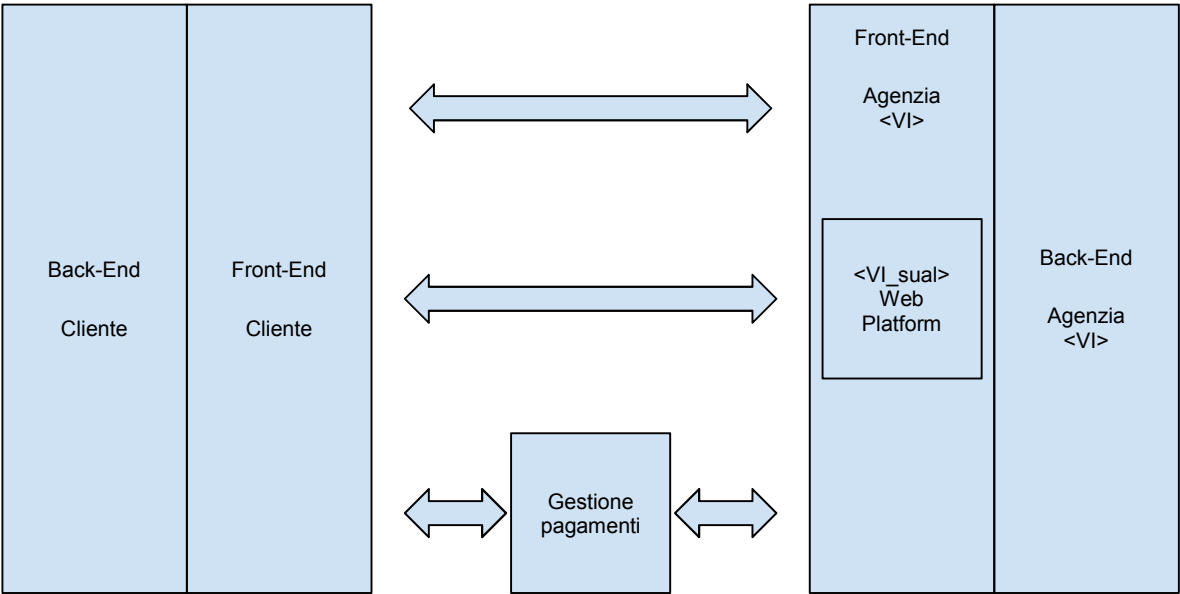 Back-End
Cliente
Front-End
Cliente
Gestione
pagamenti
Front-End
Agenzia
<VI>
<VI_sual>
Web
Platform
Back-End
Agenzia
<VI>